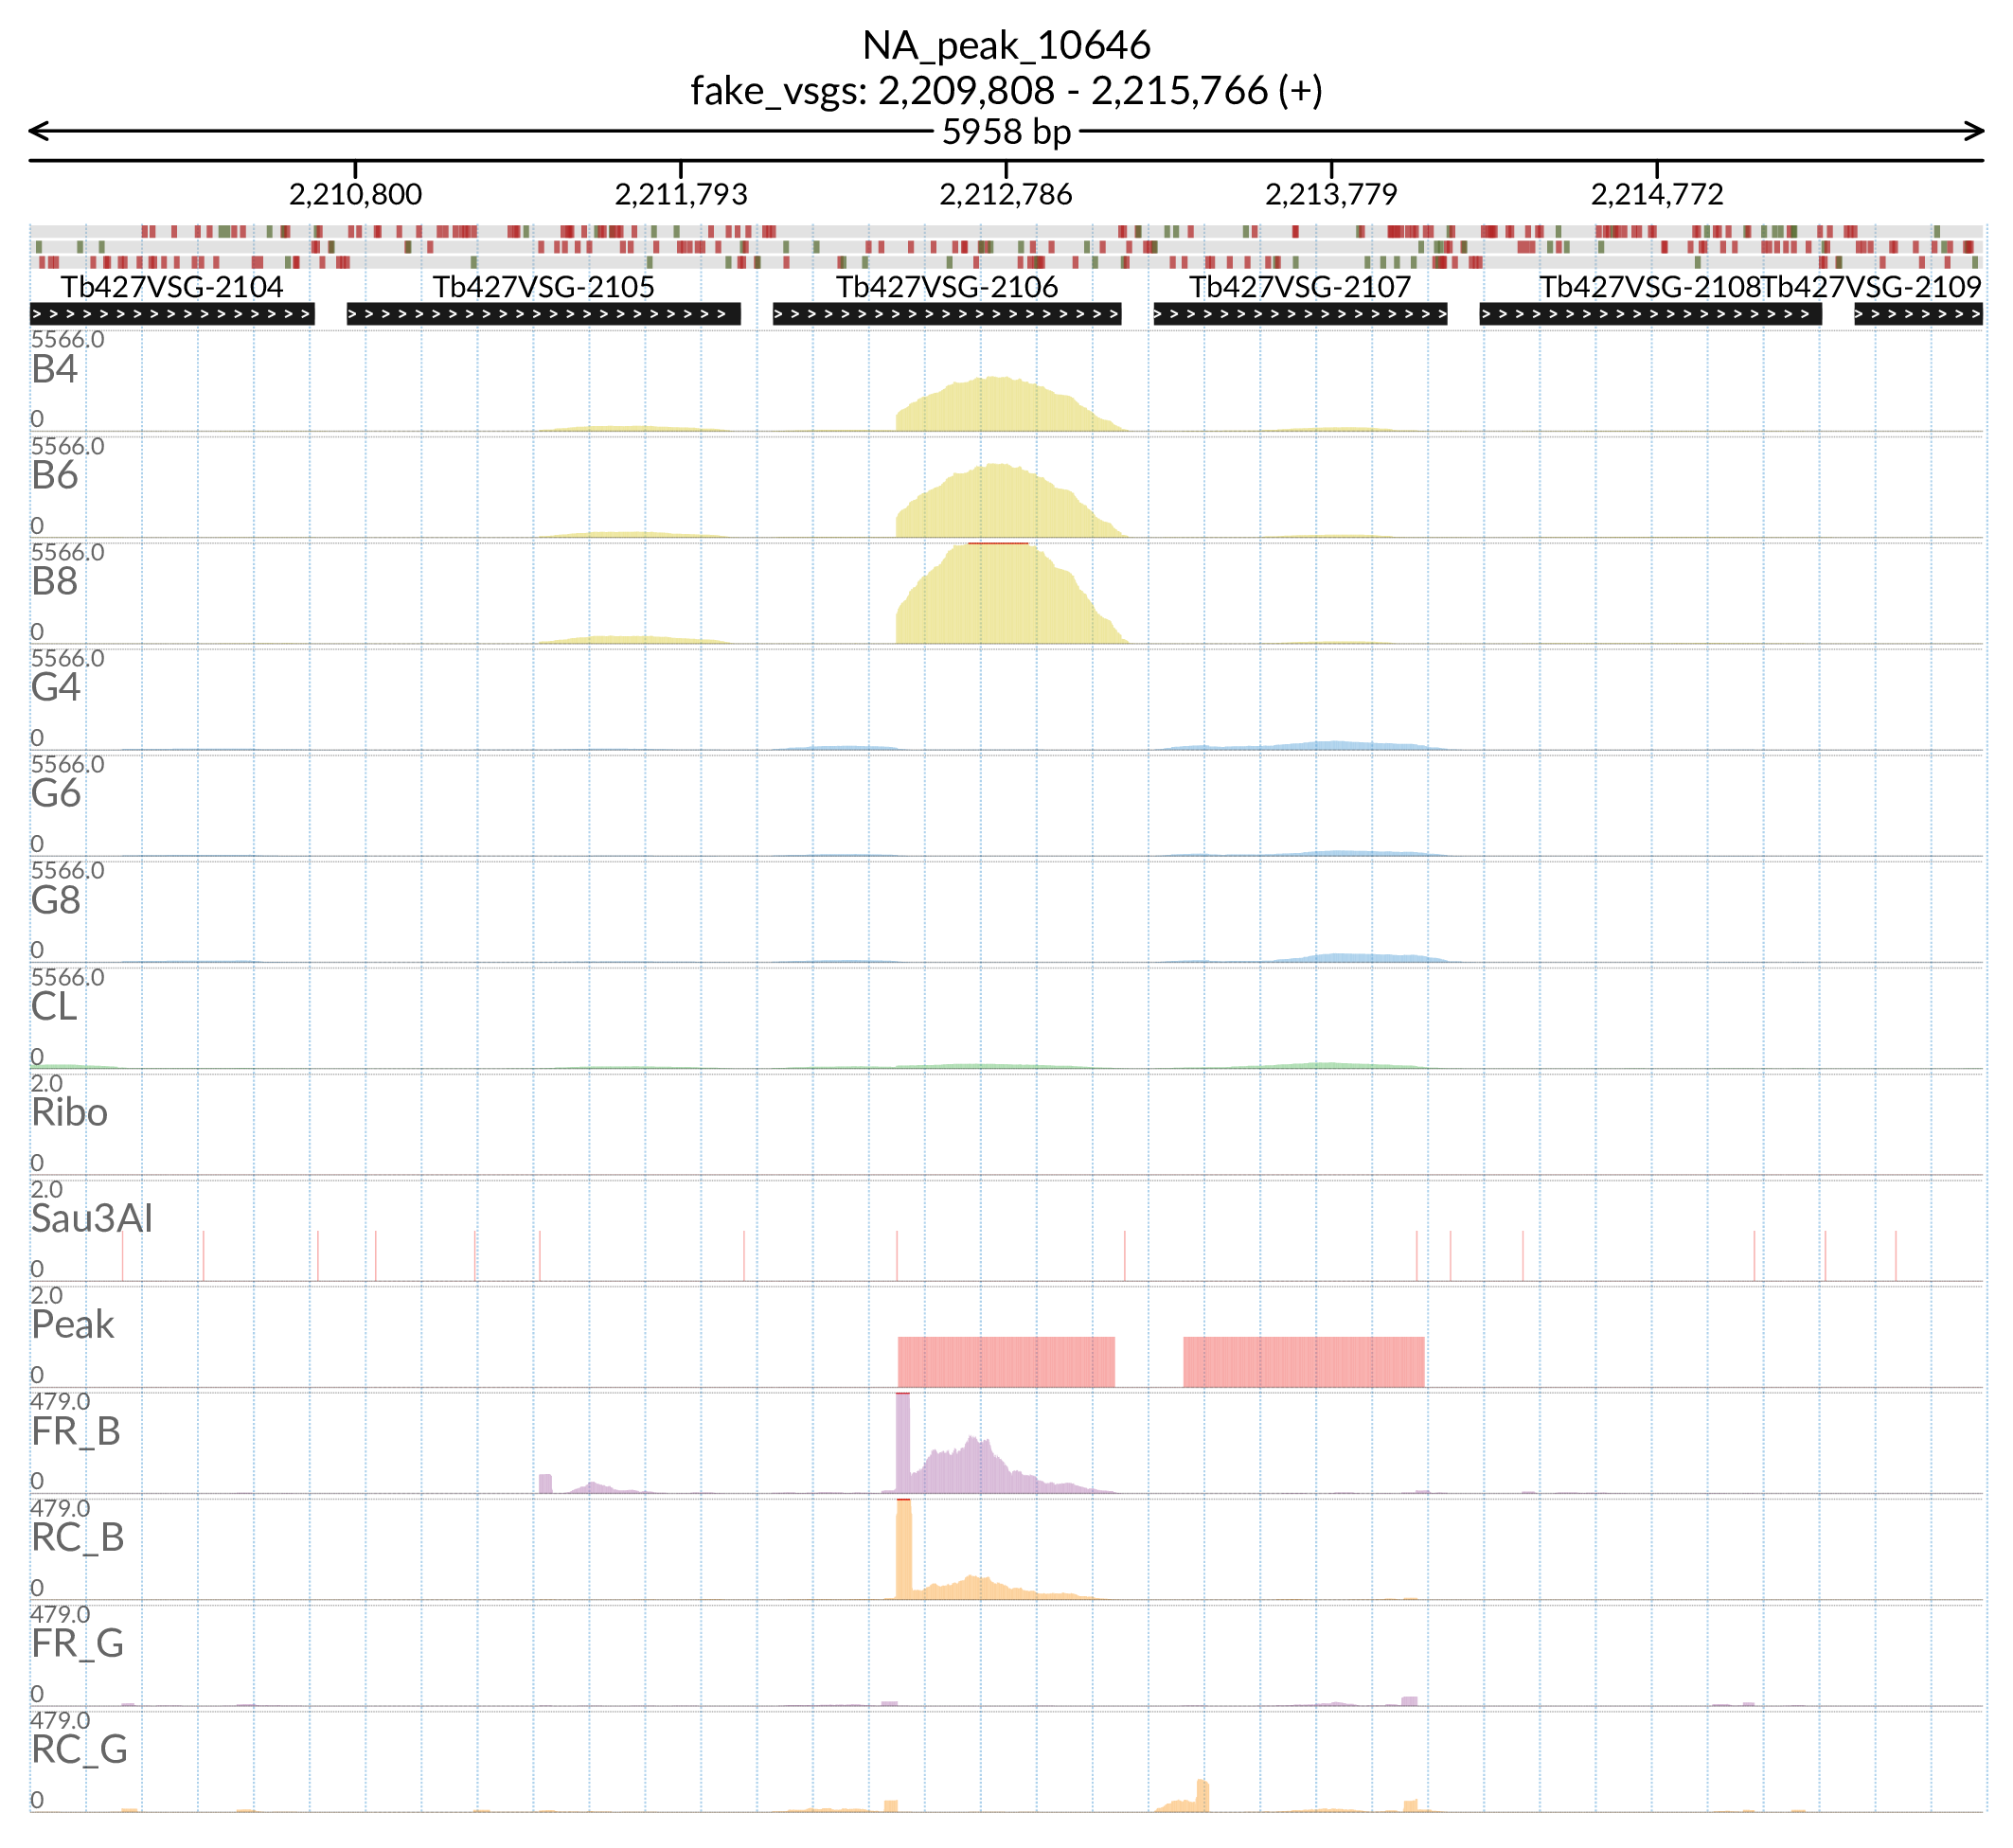 NA_peak_10646
fake_vsgs: 2,209,808 - 2,215,766 (+)
5958 bp
2,210,800 2,211,793 2,212,786 2,213,779 2,214,772
Tb427VSG-2104 Tb427VSG-2105 Tb427VSG-2106 Tb427VSG-2107 Tb427VSG-2108Tb427VSG-2109
5566.0
B4
0
5566.0
B6
0
5566.0
B8
0
5566.0
G4
0
5566.0
G6
0
5566.0
G8
0
5566.0
CL
0
2.0
Ribo
0
2.0
Sau3AI
0
2.0
Peak
0
479.0
FR_B
0
479.0
RC_B
0
479.0
FR_G
0
479.0
RC_G
0